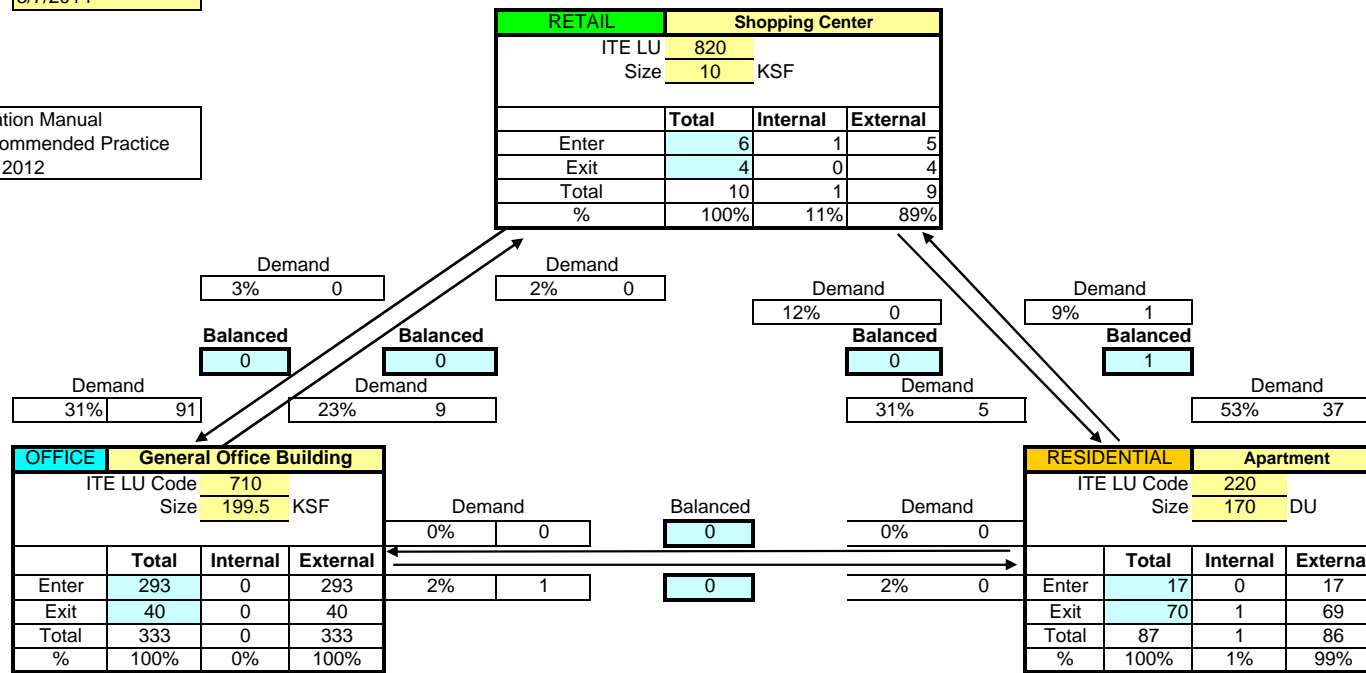 RETAIL Shopping Center
ITE LU 820
Size 10 KSF
Total Internal External
Enter 6 1 5
Exit 4 0 4
Total 10 1 9
% 100% 11% 89%
ation Manual
ommended Practice
2012
Demand Demand
3% 0 2% 0
Demand Demand
12% 0 9% 1
Balanced Balanced Balanced Balanced
0 0 0 1
Demand Demand Demand Demand
31% 91 23% 9 31% 5 53% 37
OFFICE General Office Building
ITE LU Code 710
Size 199.5 KSF
Total Internal External
Enter 293 0 293
Exit 40 0 40
Total 333 0 333
% 100% 0% 100%
Demand Balanced Demand
0% 0 0 0% 0
2% 1 0 2% 0
RESIDENTIAL Apartment
ITE LU Code 220
Size 170 DU
Total Internal Externa
Enter 17 0 17
Exit 70 1 69
Total 87 1 86
% 100% 1% 99%